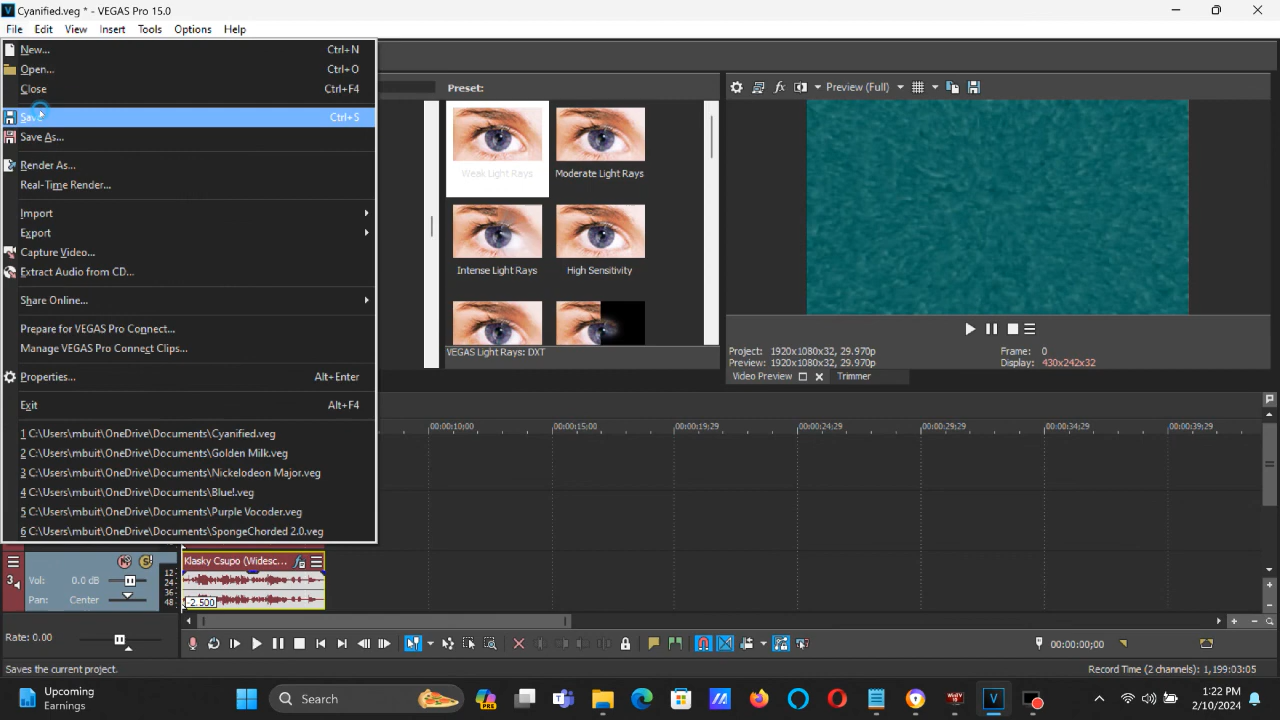 Cyanified.veg * - VEGAS Pro 15.0
File Edit View Insert Tools Options Help
New... Ctrl+N
Open... Ctrl+O
Close Ctrl+F4
Save Ctrl+S
Save As...
Render As...
Real-Time Render...
Import
Export
Capture Video...
Extract Audio from CD...
Share Online...
Prepare for VEGAS Pro Connect...
Manage VEGAS Pro Connect Clips...
Properties... Alt+Enter
Exit Alt+F4
1 C:\Users\mbuit\OneDrive\Documents\Cyanified.veg
2 C:\Users\mbuit\OneDrive\Documents\Golden Milk.veg
3 C:\Users\mbuit\OneDrive\Documents\Nickelodeon Major.veg
4 C:\Users\mbuit\OneDrive\Documents\Blue!.veg
5 C:\Users\mbuit\OneDrive\Documents\Purple Vocoder.veg
6 C:\Users\mbuit\OneDrive\Documents\SpongeChorded 2.0.veg
Preset:
Weak Light Rays
Moderate Light Rays
Intense Light Rays
High Sensitivity
VEGAS Light Rays: DXT
Preview (Full)
Project: 1920x1080x32, 29.970p
Preview: 1920x1080x32, 29.970p
Frame: 0
Display: 430x242x32
Video Preview
Trimmer
00:00:10;00 00:00:15;00 00:00:19;29 00:00:24;29 00:00:29;29 00:00:34;29 00:00:39;29
3
Vol: 0.0 dB
Pan: Center
12-
24-
36-
48-
Klasky Csupo (Widesc...
-2.500
Rate: 0.00
00:00:00;00
Saves the current project.
Record Time (2 channels): 1,199:03:05
Upcoming
Earnings
Search
PRE
1:22 PM
2/10/2024